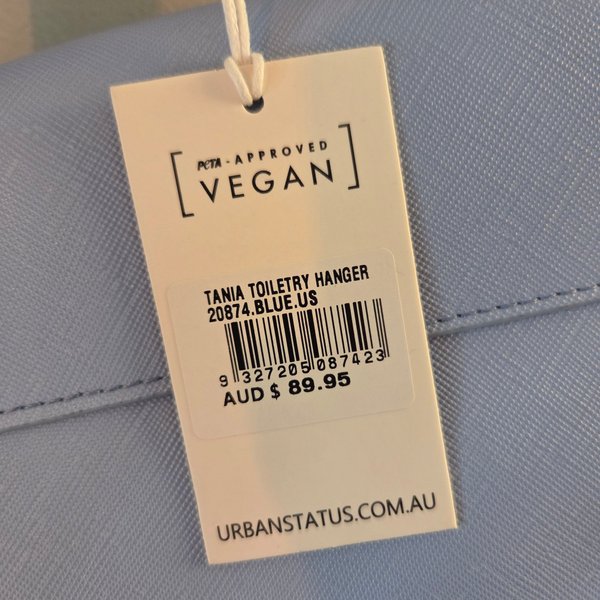 PETA - APPROVED
VEGAN
TANIA TOILETRY HANGER
20874.BLUE.US
9 327205 087423
AUD $ 89.95
URBANSTATUS.COM.AU